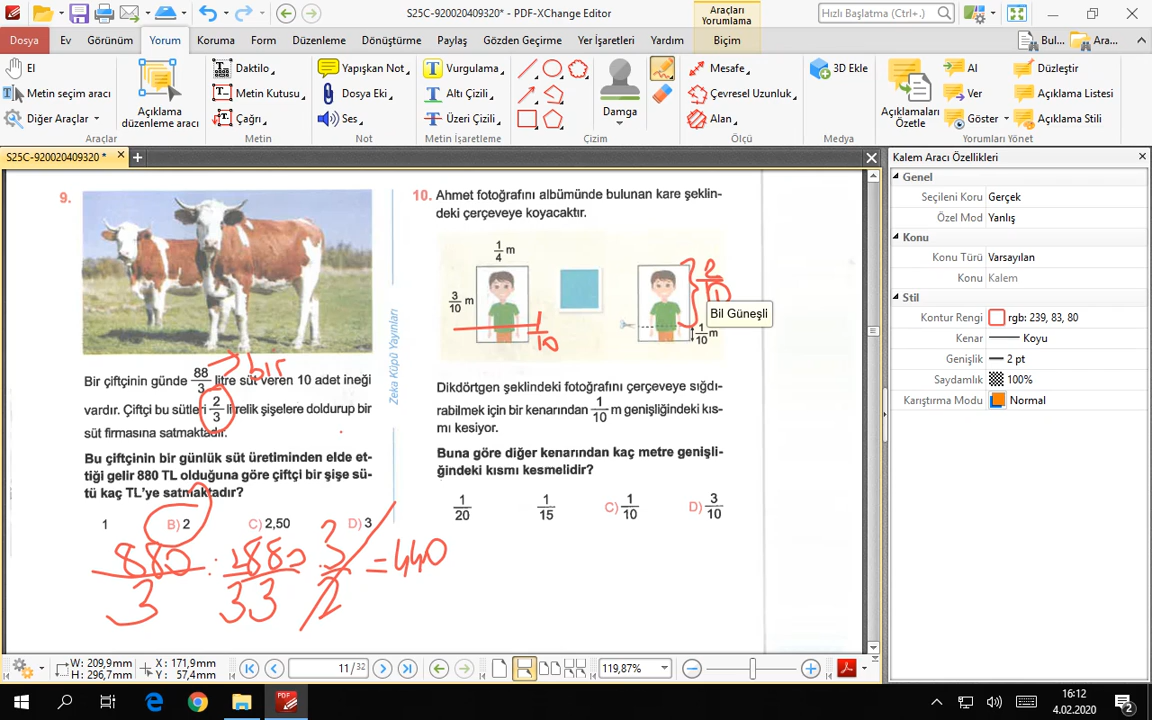 S25C-920020409320* - PDF-XChange Editor
Araçları Yorumlama
Hızlı Başlatma (Ctrl+.)
Dosya Ev Görünüm Yorum Koruma Form Düzenleme Dönüştürme Paylaş Gözden Geçirme Yer İşaretleri Kitaplık Yardım Biçim Bul... Ara...
El
Metin seçim aracı
Diğer Araçlar
Açıklama düzenleme aracı
Daktilo
Metin Kutusu
Çağrı
Yapışkan Not
Dosya Eki
Ses
Vurgulama
Altı Çizili
Üzeri Çizili
Damga
Mesafe
Çevresel Uzunluk
Alan
3D Ekle
Açıklamaları Özetle
Al
Ver
Göster
Düzleştir
Açıklama Listesi
Açıklama Stili
Araçlar Metin Not Metin İşaretleme Çizim Ölçü Medya Yorumları Yönet
S25C-920020409320 *
9.
bir
Bir çiftçinin günde 88/3 litre süt veren 10 adet ineği
vardır. Çiftçi bu sütleri 2/3 litrelik şişelere doldurup bir
süt firmasına satmaktadır.
Bu çiftçinin bir günlük süt üretiminden elde et-
tiği gelir 880 TL olduğuna göre çiftçi bir şişe sü-
tü kaç TL'ye satmaktadır?
1 B) 2 C) 2,50 D) 3
Zeka Küpü Yayınları
10. Ahmet fotoğrafını albümünde bulunan kare şeklin-
deki çerçeveye koyacaktır.
1/4 m
3/10 m
1/10
2/10
Bil Güneşli
1/10 m
Dikdörtgen şeklindeki fotoğrafını çerçeveye sığdı-
rabilmek için bir kenarından 1/10 m genişliğindeki kıs-
mı kesiyor.
Buna göre diğer kenarından kaç metre genişli-
ğindeki kısmı kesmelidir?
1/20 1/15 C) 1/10 D) 3/10
= 440
Kalem Aracı Özellikleri
Genel
Seçileni Koru Gerçek
Özel Mod Yanlış
Konu
Konu Türü Varsayılan
Konu Kalem
Stil
Kontur Rengi rgb: 239, 83, 80
Kenar Koyu
Genişlik 2 pt
Saydamlık 100%
Karıştırma Modu Normal
W: 209,9mm
H: 296,7mm
X: 171,9mm
Y: 57,4mm
11 /32
119,87%
16:12
4.02.2020
2